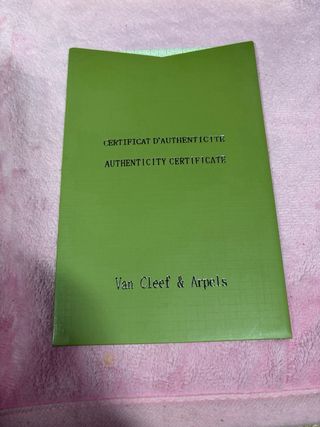 CERTIFICAT D'AUTHENTICITE
AUTHENTICITY CERTIFICATE
Van Cleef & Arpels